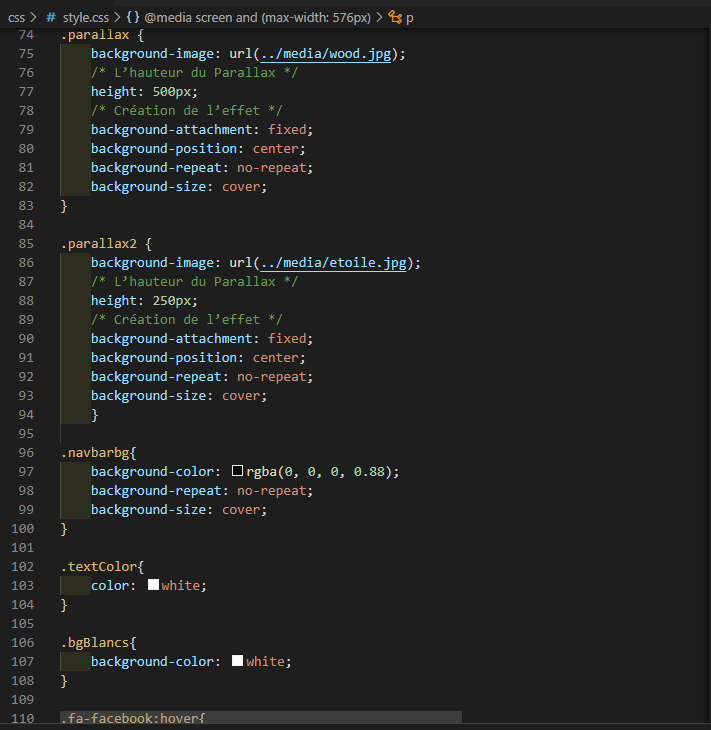 css > # style.css > {} @media screen and (max-width: 576px) > p
74 .parallax {
75 background-image: url(../media/wood.jpg);
76 /* L’hauteur du Parallax */
77 height: 500px;
78 /* Création de l’effet */
79 background-attachment: fixed;
80 background-position: center;
81 background-repeat: no-repeat;
82 background-size: cover;
83 }
84
85 .parallax2 {
86 background-image: url(../media/etoile.jpg);
87 /* L’hauteur du Parallax */
88 height: 250px;
89 /* Création de l’effet */
90 background-attachment: fixed;
91 background-position: center;
92 background-repeat: no-repeat;
93 background-size: cover;
94 }
95
96 .navbarbg{
97 background-color: rgba(0, 0, 0, 0.88);
98 background-repeat: no-repeat;
99 background-size: cover;
100 }
101
102 .textColor{
103 color: white;
104 }
105
106 .bgBlancs{
107 background-color: white;
108 }
109
110 .fa-facebook:hover{